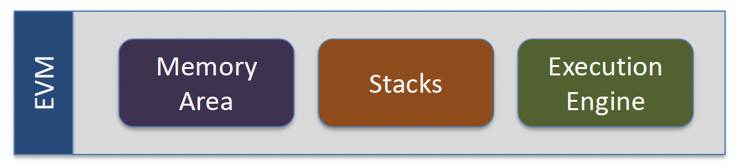 EVM
Memory
Area
Stacks
Execution
Engine